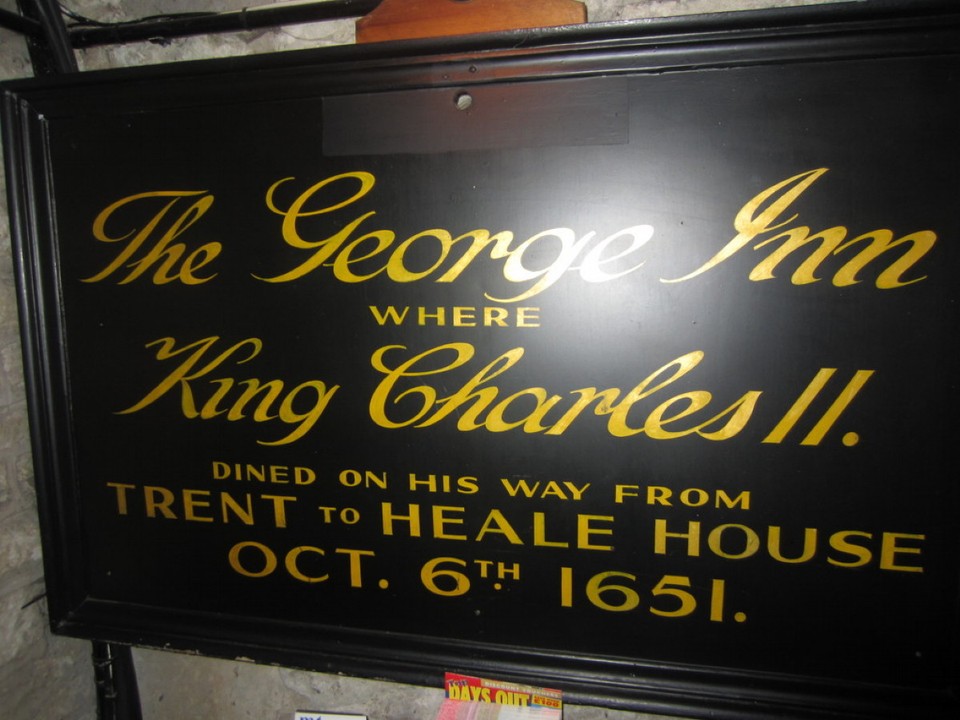 The George Inn
WHERE
King Charles II.
DINED ON HIS WAY FROM
TRENT TO HEALE HOUSE
OCT. 6TH. 1651.
DAYS OUT